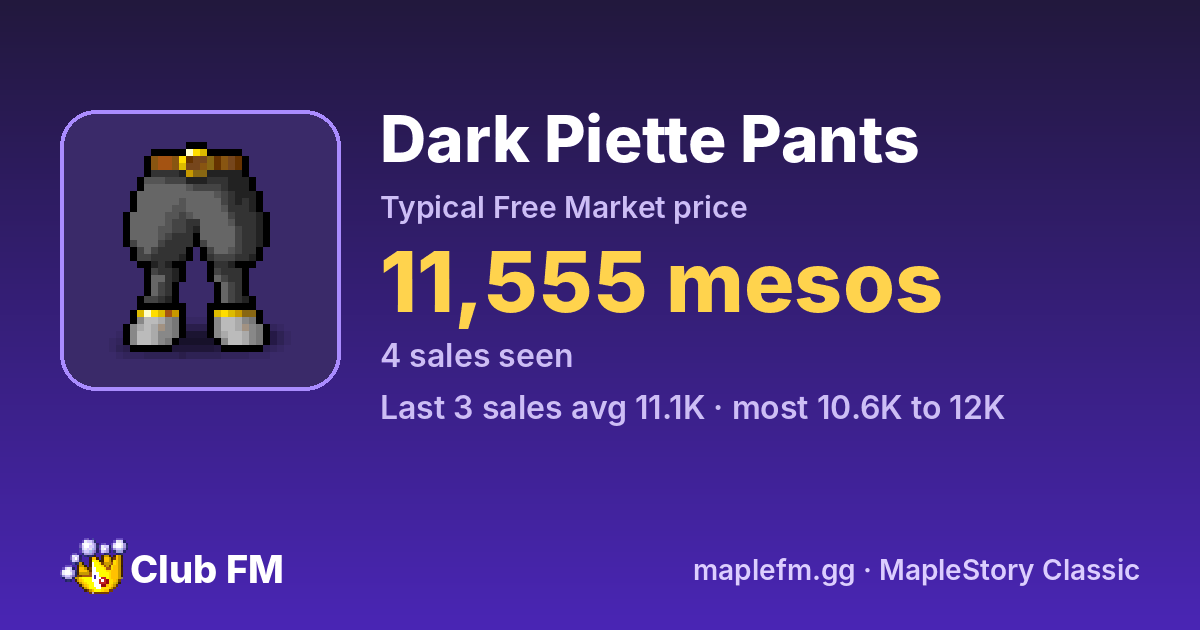 Dark Piette Pants
Typical Free Market price
11,555 mesos
4 sales seen
Last 3 sales avg 11.1K · most 10.6K to 12K
Club FM
maplefm.gg · MapleStory Classic